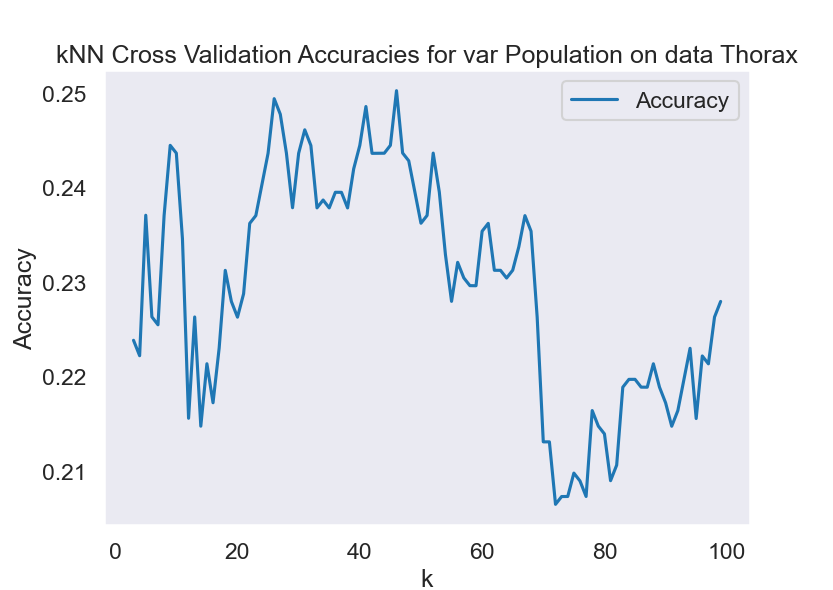 kNN Cross Validation Accuracies for var Population on data Thorax
Accuracy
0.25
0.24
0.23
0.22
0.21
Accuracy
0
20
40
60
80
100
k